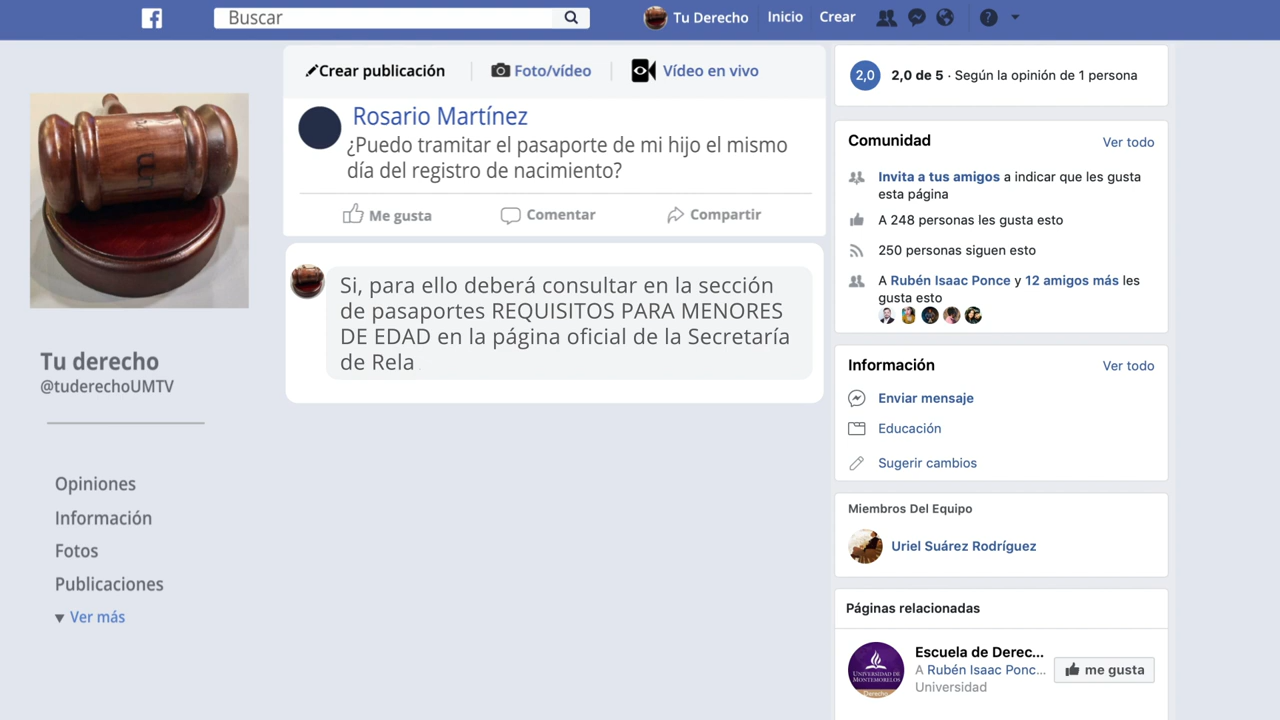 Buscar
Tu Derecho
Inicio
Crear
Crear publicación
Foto/vídeo
Vídeo en vivo
Rosario Martínez
¿Puedo tramitar el pasaporte de mi hijo el mismo
día del registro de nacimiento?
Me gusta
Comentar
Compartir
Si, para ello deberá consultar en la sección
de pasaportes REQUISITOS PARA MENORES
DE EDAD en la página oficial de la Secretaría
de Rela
Tu derecho
@tuderechoUMTV
Opiniones
Información
Fotos
Publicaciones
Ver más
2,0
2,0 de 5 · Según la opinión de 1 persona
Comunidad
Ver todo
Invita a tus amigos a indicar que les gusta
esta página
A 248 personas les gusta esto
250 personas siguen esto
A Rubén Isaac Ponce y 12 amigos más les
gusta esto
Información
Ver todo
Enviar mensaje
Educación
Sugerir cambios
Miembros Del Equipo
Uriel Suárez Rodríguez
Páginas relacionadas
UNIVERSIDAD DE
MONTEMORELOS
Derecho
Escuela de Derec...
A Rubén Isaac Ponc...
Universidad
me gusta